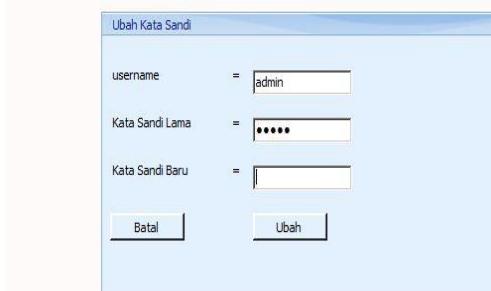 Ubah Kata Sandi
username = admin
Kata Sandi Lama = •••••
Kata Sandi Baru =
Batal Ubah